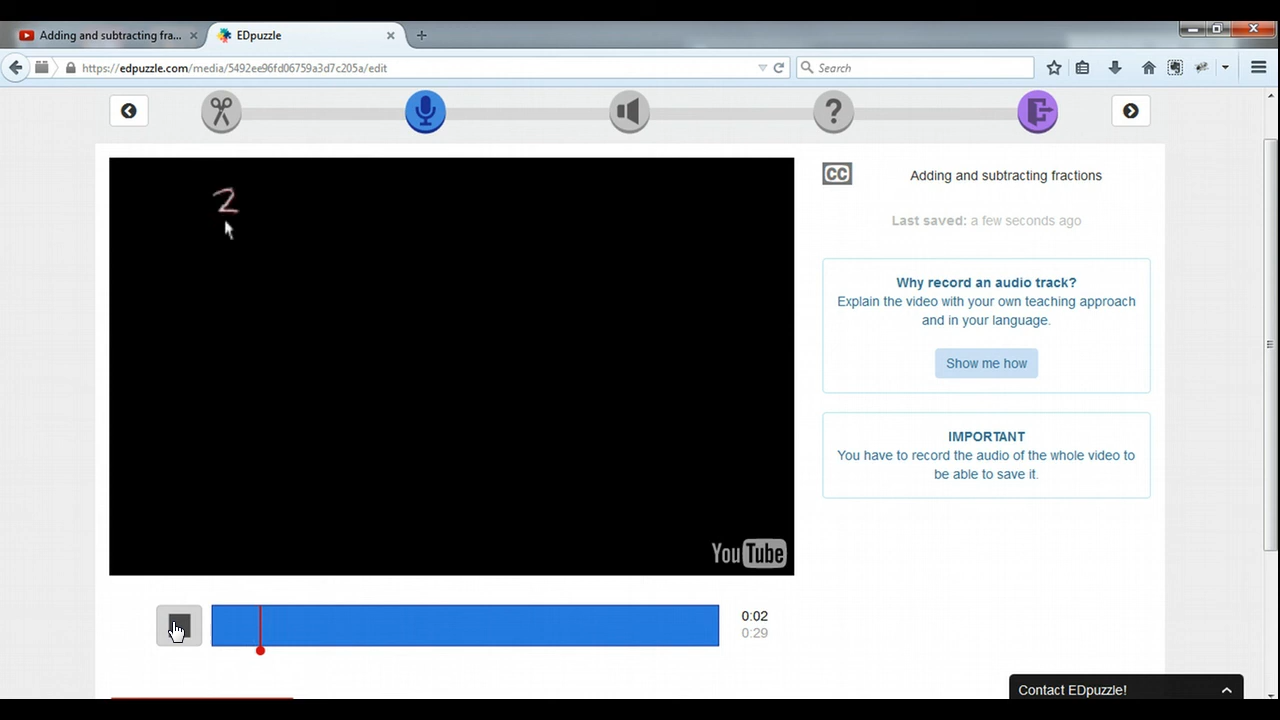 Adding and subtracting fra...
EDpuzzle
https://edpuzzle.com/media/5492ee96fd06759a3d7c205a/edit
Search
?
2
YouTube
0:02
0:29
CC
Adding and subtracting fractions
Last saved: a few seconds ago
Why record an audio track?
Explain the video with your own teaching approach
and in your language.
Show me how
IMPORTANT
You have to record the audio of the whole video to
be able to save it.
Contact EDpuzzle!